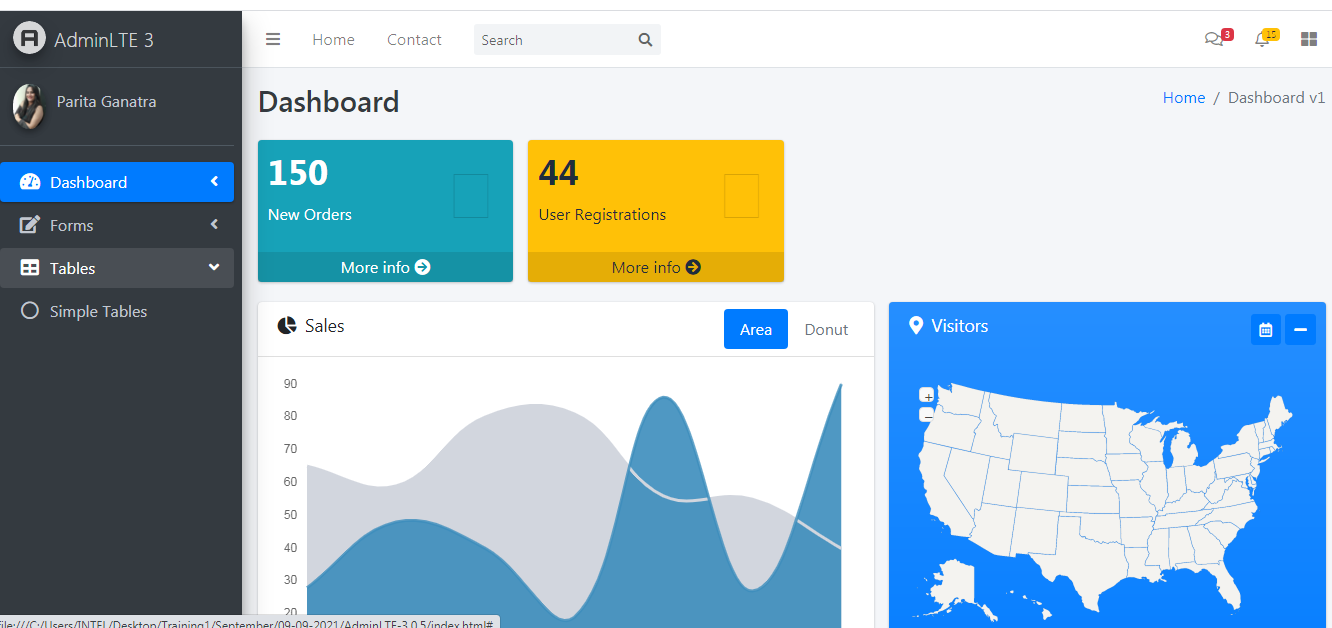 AdminLTE 3
Home
Contact
Search
3
15
Parita Ganatra
Dashboard
Home / Dashboard v1
Dashboard
Forms
Tables
Simple Tables
150
New Orders
More info
44
User Registrations
More info
Sales
Area
Donut
Visitors
+
−
90
80
70
60
50
40
30
20
file:///C:/Users/INTEL/Desktop/Training1/September/09-09-2021/AdminLTE-3.0.5/index.html#